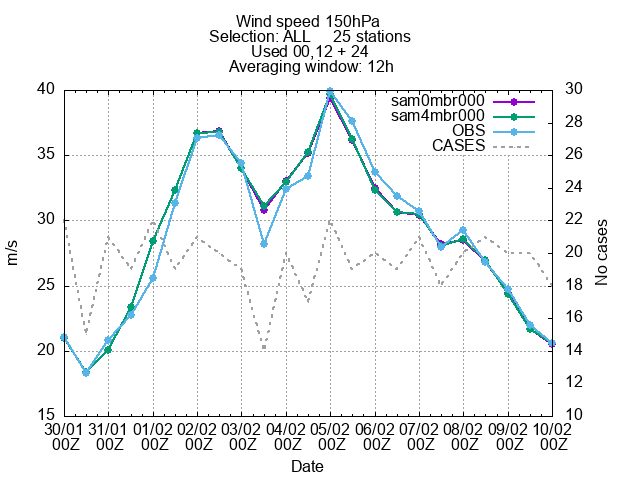 Wind speed 150hPa
Selection: ALL 25 stations
Used 00,12 + 24
Averaging window: 12h
sam0mbr000
sam4mbr000
OBS
CASES
40
35
30
25
20
15
m/s
30
28
26
24
22
20
18
16
14
12
10
No cases
30/01 31/01 01/02 02/02 03/02 04/02 05/02 06/02 07/02 08/02 09/02 10/02
00Z 00Z 00Z 00Z 00Z 00Z 00Z 00Z 00Z 00Z 00Z 00Z
Date